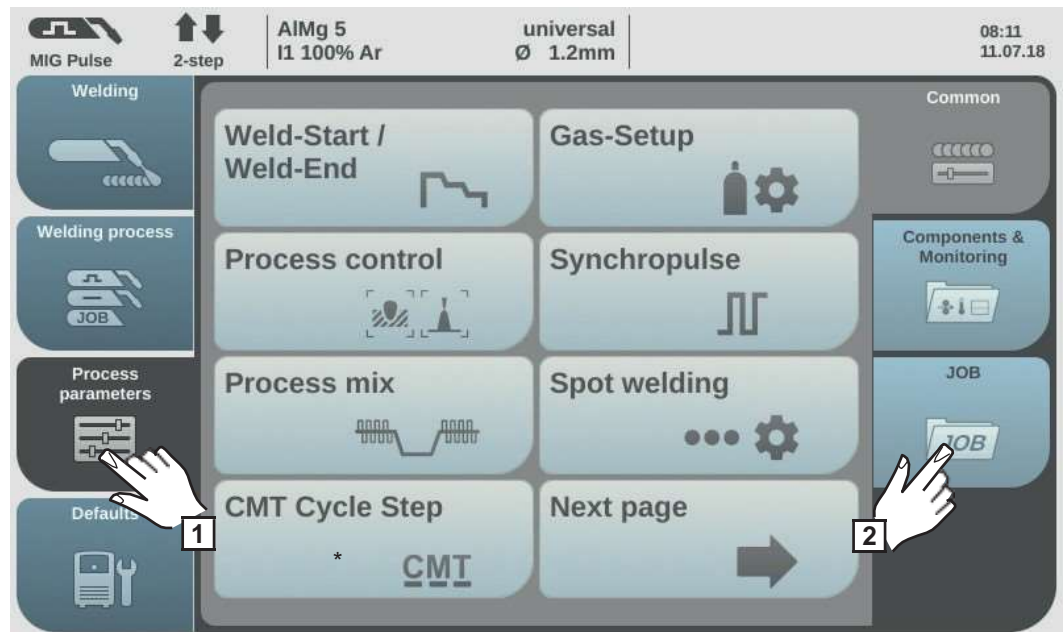 MIG Pulse
2-step
AlMg 5
I1 100% Ar
universal
Ø 1.2mm
08:11
11.07.18
Welding
Welding process
JOB
Process
parameters
Defaults
1
Weld-Start /
Weld-End
Gas-Setup
Process control
Synchropulse
Process mix
Spot welding
CMT Cycle Step
* CMT
Next page
Common
Components &
Monitoring
JOB
JOB
2